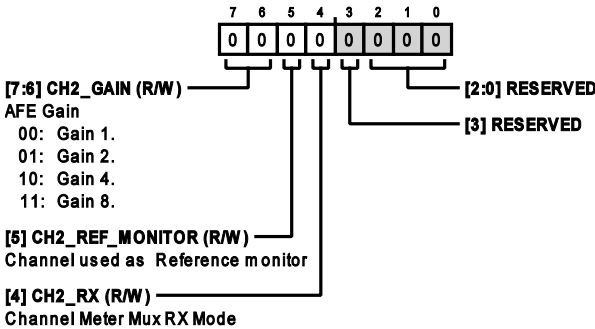 7 6 5 4 3 2 1 0
0 0 0 0 0 0 0 0
[7:6] CH2_GAIN (R/W)
[2:0] RESERVED
AFE Gain
[3] RESERVED
00: Gain 1.
01: Gain 2.
10: Gain 4.
11: Gain 8.
[5] CH2_REF_MONITOR (R/W)
Channel used as Reference monitor
[4] CH2_RX (R/W)
Channel Meter Mux RX Mode